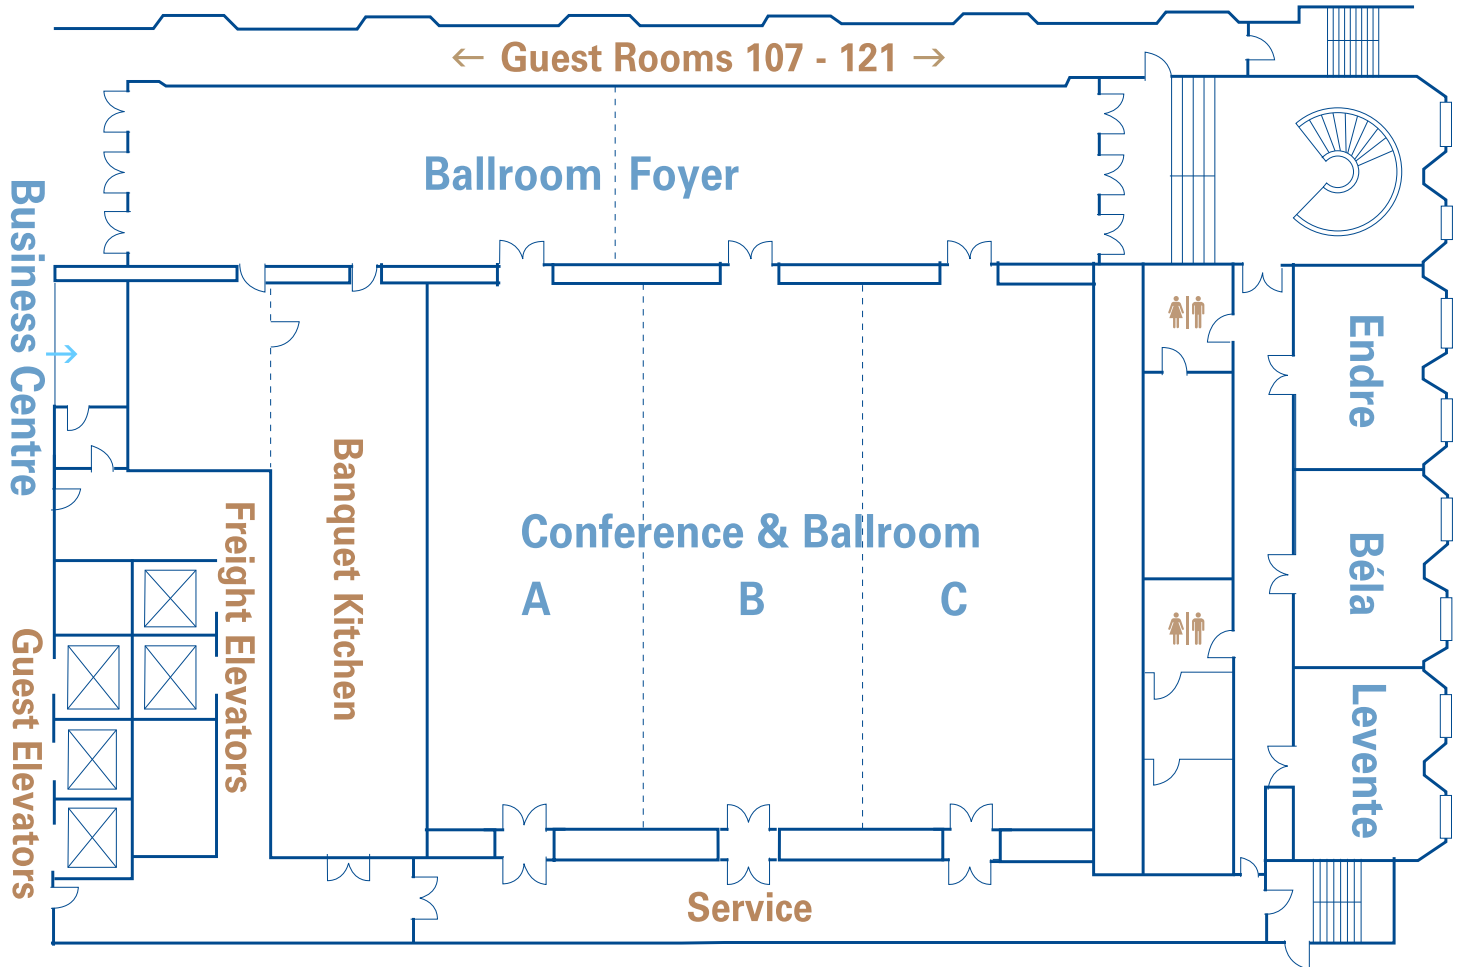 ← Guest Rooms 107 - 121 →
Ballroom Foyer
Business Centre
→
Endre
Banquet Kitchen
Freight Elevators
Conference & Ballroom
A B C
Béla
Guest Elevators
Levente
Service